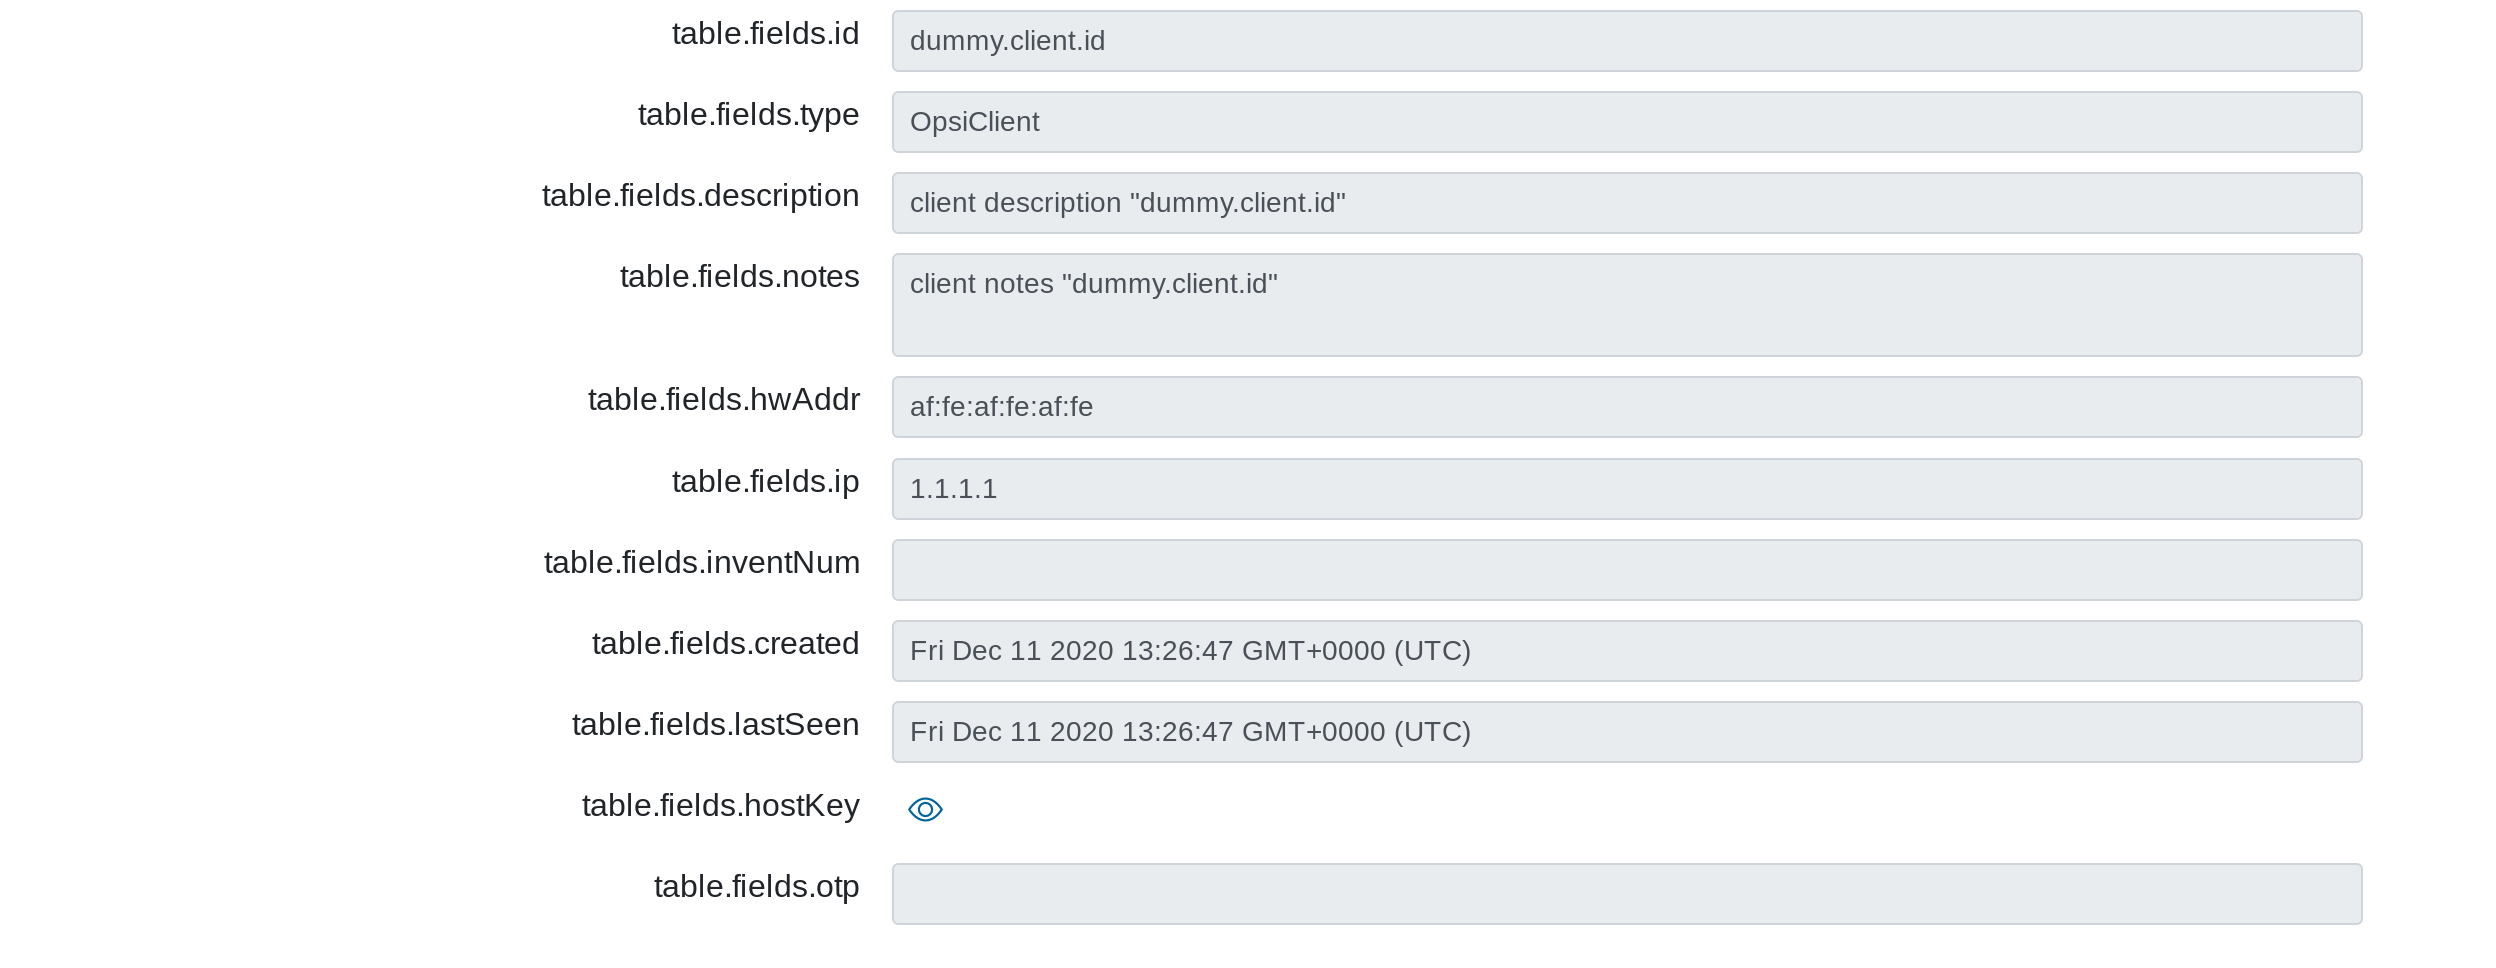 table.fields.id dummy.client.id
table.fields.type OpsiClient
table.fields.description client description "dummy.client.id"
table.fields.notes client notes "dummy.client.id"
table.fields.hwAddr af:fe:af:fe:af:fe
table.fields.ip 1.1.1.1
table.fields.inventNum
table.fields.created Fri Dec 11 2020 13:26:47 GMT+0000 (UTC)
table.fields.lastSeen Fri Dec 11 2020 13:26:47 GMT+0000 (UTC)
table.fields.hostKey
table.fields.otp